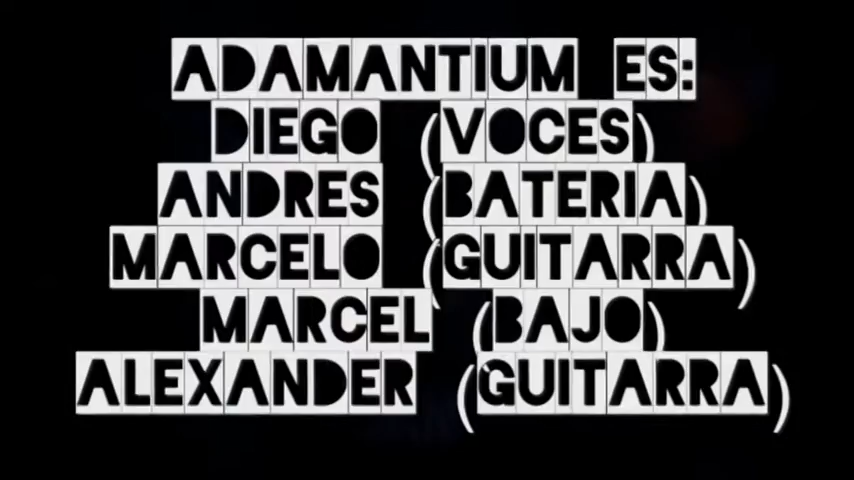 ADAMANTIUM ES:
DIEGO (VOCES)
ANDRES (BATERIA)
MARCELO (GUITARRA)
MARCEL (BAJO)
ALEXANDER (GUITARRA)